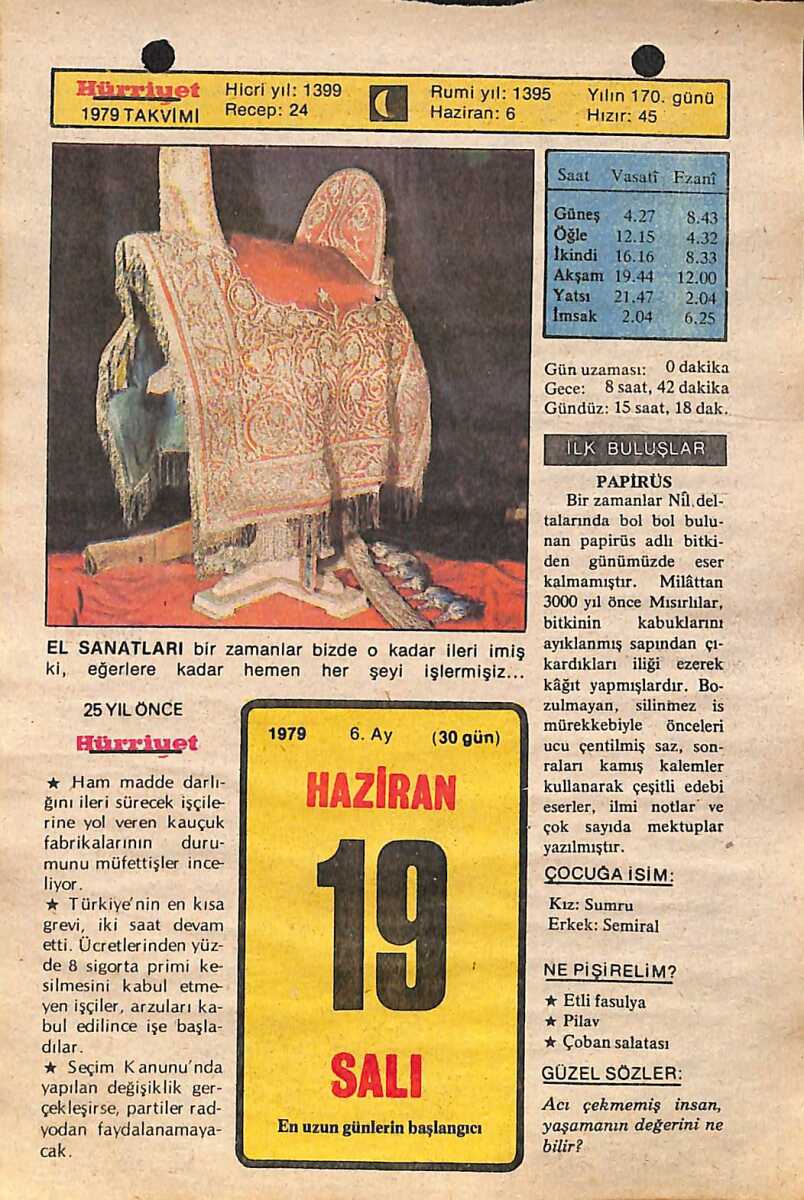 Hürriyet
1979 TAKVİMİ
Hicri yıl: 1399
Recep: 24
Rumi yıl: 1395
Haziran: 6
Yılın 170. günü
Hızır: 45
Saat Vasatî Ezanî
Güneş 4.27 8.43
Öğle 12.15 4.32
İkindi 16.16 8.33
Akşam 19.44 12.00
Yatsı 21.47 2.04
İmsak 2.04 6.25
Gün uzaması: 0 dakika
Gece: 8 saat, 42 dakika
Gündüz: 15 saat, 18 dak.
EL SANATLARI bir zamanlar bizde o kadar ileri imiş
ki, eğerlere kadar hemen her şeyi işlermişiz...
25 YIL ÖNCE
Hürriyet
★ Ham madde darlı-
ğını ileri sürecek işçile-
rine yol veren kauçuk
fabrikalarının duru-
munu müfettişler ince-
liyor.
★ Türkiye'nin en kısa
grevi, iki saat devam
etti. Ücretlerinden yüz-
de 8 sigorta primi ke-
silmesini kabul etme-
yen işçiler, arzuları ka-
bul edilince işe başla-
dılar.
★ Seçim Kanunu'nda
yapılan değişiklik ger-
çekleşirse, partiler rad-
yodan faydalanamaya-
cak.
1979 6. Ay (30 gün)
HAZİRAN
19
SALI
En uzun günlerin başlangıcı
İLK BULUŞLAR
PAPİRÜS
Bir zamanlar Nîl del-
talarında bol bol bulu-
nan papirüs adlı bitki-
den günümüzde eser
kalmamıştır. Milâttan
3000 yıl önce Mısırlılar,
bitkinin kabuklarını
ayıklanmış sapından çı-
kardıkları iliği ezerek
kâğıt yapmışlardır. Bo-
zulmayan, silinmez is
mürekkebiyle önceleri
ucu çentilmiş saz, son-
raları kamış kalemler
kullanarak çeşitli edebi
eserler, ilmi notlar ve
çok sayıda mektuplar
yazılmıştır.
ÇOCUĞA İSİM:
Kız: Sumru
Erkek: Semiral
NE PİŞİRELİM?
★ Etli fasulya
★ Pilav
★ Çoban salatası
GÜZEL SÖZLER:
Acı çekmemiş insan,
yaşamanın değerini ne
bilir?